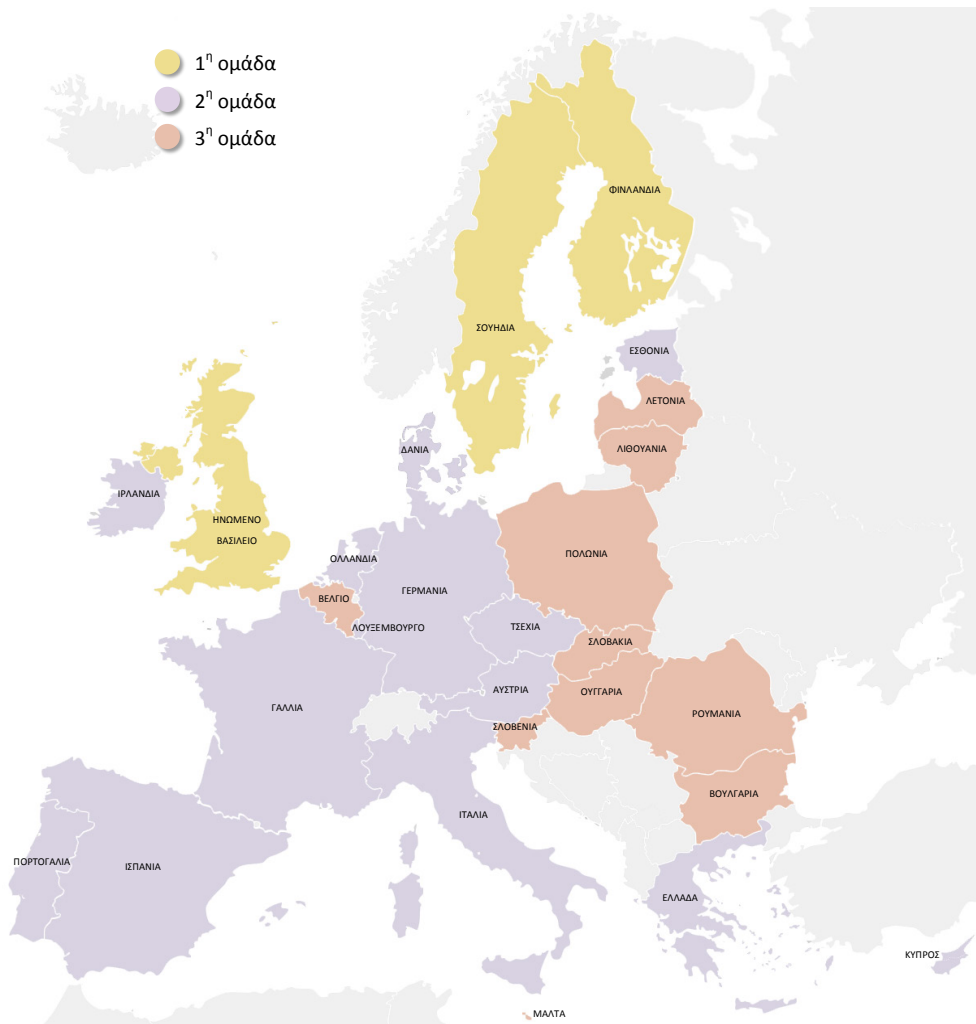 1η ομάδα
2η ομάδα
3η ομάδα
ΦΙΝΛΑΝΔΙΑ
ΣΟΥΗΔΙΑ
ΕΣΘΟΝΙΑ
ΛΕΤΟΝΙΑ
ΛΙΘΟΥΑΝΙΑ
ΔΑΝΙΑ
ΙΡΛΑΝΔΙΑ
ΗΝΩΜΕΝΟ
ΒΑΣΙΛΕΙΟ
ΟΛΛΑΝΔΙΑ
ΠΟΛΩΝΙΑ
ΓΕΡΜΑΝΙΑ
ΒΕΛΓΙΟ
ΛΟΥΞΕΜΒΟΥΡΓΟ
ΤΣΕΧΙΑ
ΣΛΟΒΑΚΙΑ
ΑΥΣΤΡΙΑ
ΟΥΓΓΑΡΙΑ
ΓΑΛΛΙΑ
ΡΟΥΜΑΝΙΑ
ΣΛΟΒΕΝΙΑ
ΒΟΥΛΓΑΡΙΑ
ΙΤΑΛΙΑ
ΠΟΡΤΟΓΑΛΙΑ
ΙΣΠΑΝΙΑ
ΕΛΛΑΔΑ
ΚΥΠΡΟΣ
ΜΑΛΤΑ